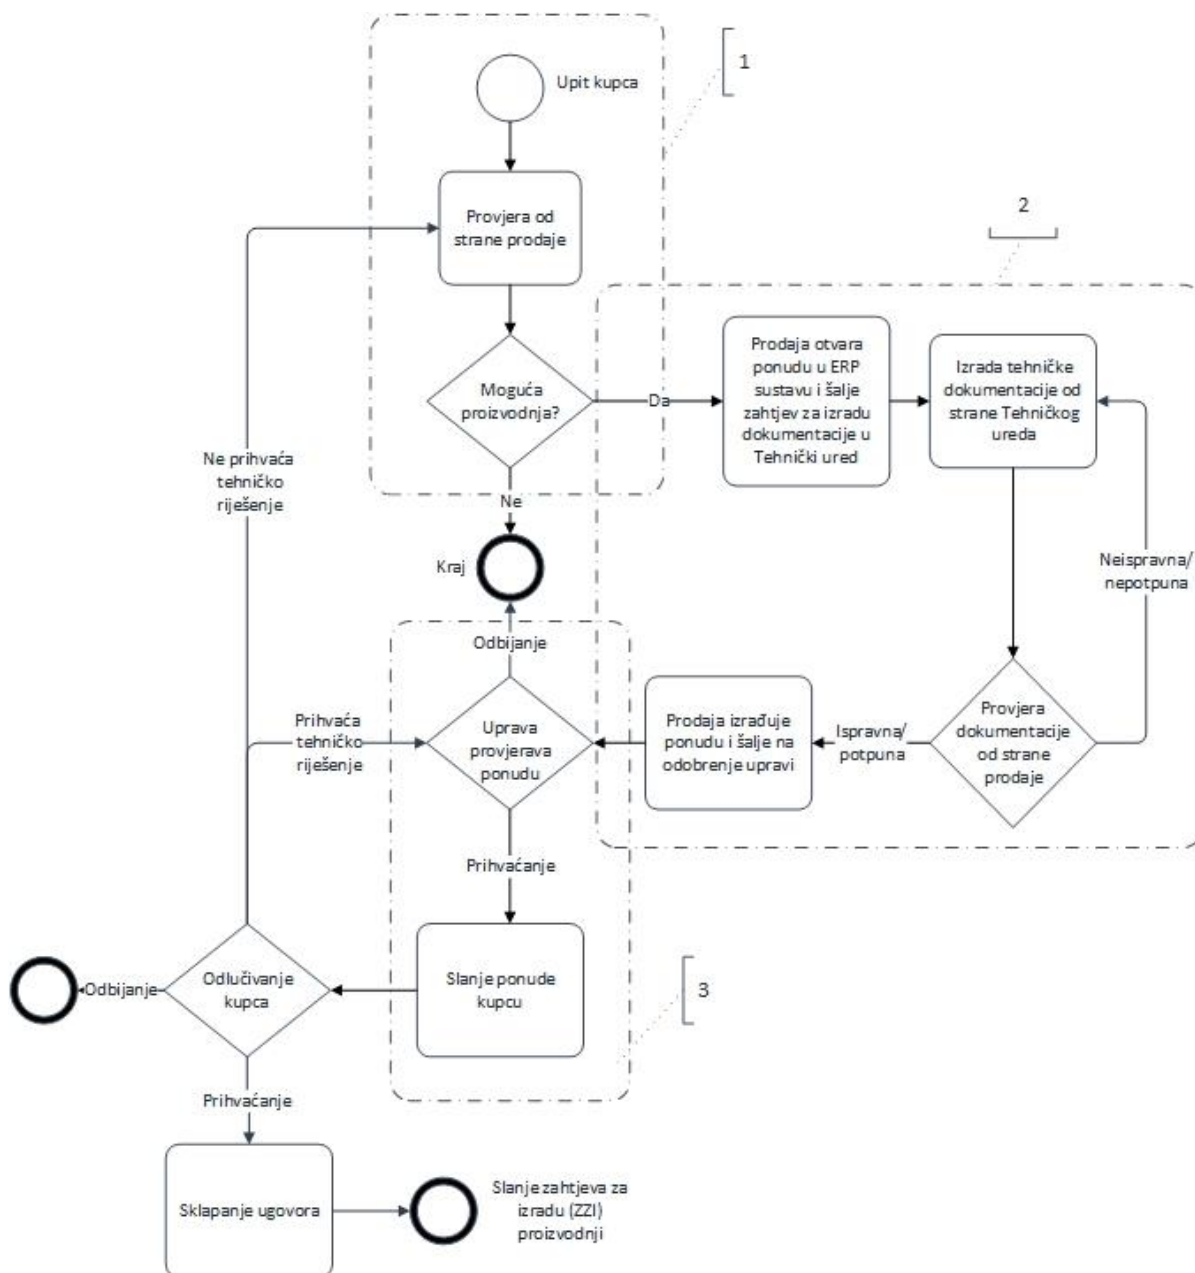 1
Upit kupca
Provjera od
strane prodaje
2
Moguća
proizvodnja?
Da
Prodaja otvara
ponudu u ERP
sustavu i šalje
zahtjev za izradu
dokumentacije u
Tehnički ured
Izrada tehničke
dokumentacije od
strane Tehničkog
ureda
Ne prihvaća
tehničko
riješenje
Ne
Kraj
Neispravna/
nepotpuna
Odbijanje
Prihvaća
tehničko
riješenje
Uprava
provjerava
ponudu
Prodaja izrađuje
ponudu i šalje na
odobrenje upravi
Ispravna/
potpuna
Provjera
dokumentacije
od strane
prodaje
Prihvaćanje
Odbijanje
Odlučivanje
kupca
Slanje ponude
kupcu
3
Prihvaćanje
Sklapanje ugovora
Slanje zahtjeva za
izradu (ZZI)
proizvodnji